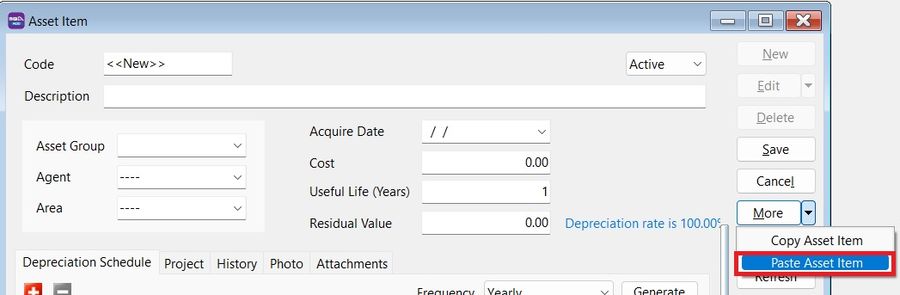 Asset Item
Code <<New>> Active New
Description Edit
Delete
Asset Group Acquire Date / / Save
Agent ---- Cost 0.00 Cancel
Area ---- Useful Life (Years) 1 More
Residual Value 0.00 Depreciation rate is 100.00%
Copy Asset Item
Paste Asset Item
Refresh
Depreciation Schedule Project History Photo Attachments
Frequency Yearly Generate